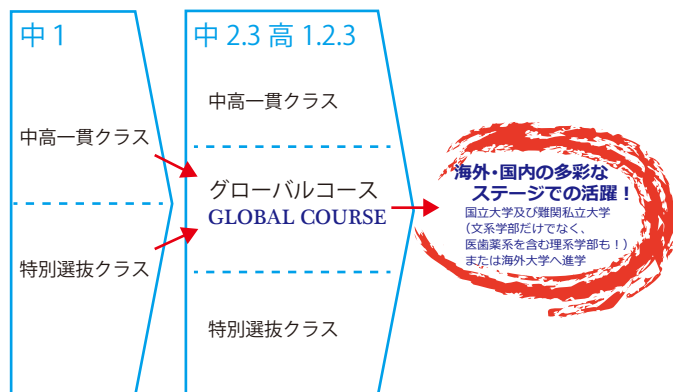 中 1
中高一貫クラス
特別選抜クラス
中 2.3 高 1.2.3
中高一貫クラス
グローバルコース
GLOBAL COURSE
特別選抜クラス
海外・国内の多彩な
ステージでの活躍！
国立大学及び難関私立大学
（文系学部だけでなく、
医歯薬系を含む理系学部も！）
または海外大学へ進学